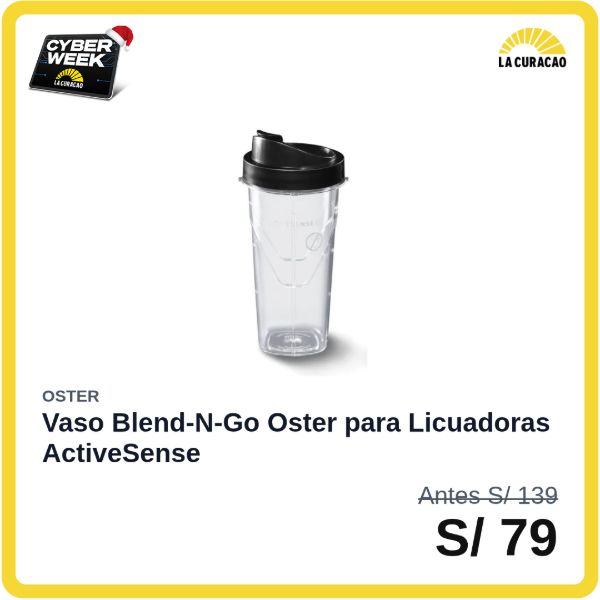 CYBER
WEEK
LA CURACAO
LA CURACAO
OSTER
Vaso Blend-N-Go Oster para Licuadoras
ActiveSense
Antes S/ 139
S/ 79